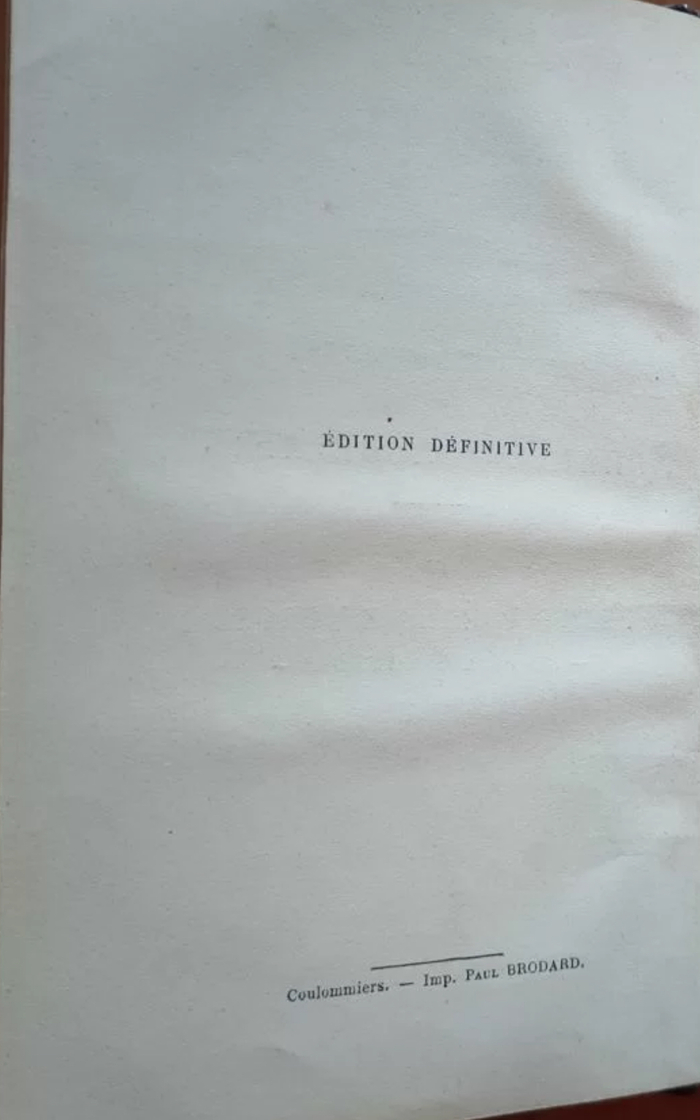 ÉDITION DÉFINITIVE
Coulommiers. — Imp. PAUL BRODARD.